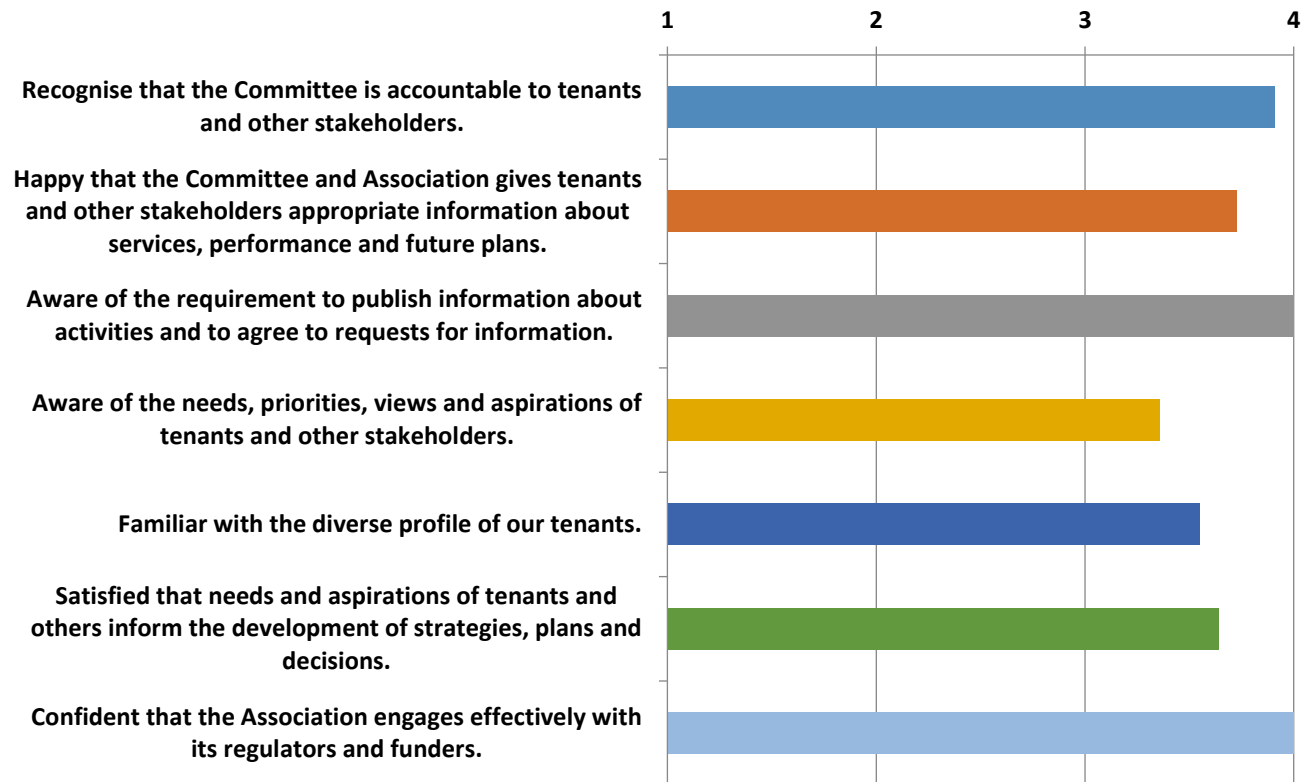 1 2 3 4
Recognise that the Committee is accountable to tenants
and other stakeholders.
Happy that the Committee and Association gives tenants
and other stakeholders appropriate information about
services, performance and future plans.
Aware of the requirement to publish information about
activities and to agree to requests for information.
Aware of the needs, priorities, views and aspirations of
tenants and other stakeholders.
Familiar with the diverse profile of our tenants.
Satisfied that needs and aspirations of tenants and
others inform the development of strategies, plans and
decisions.
Confident that the Association engages effectively with
its regulators and funders.